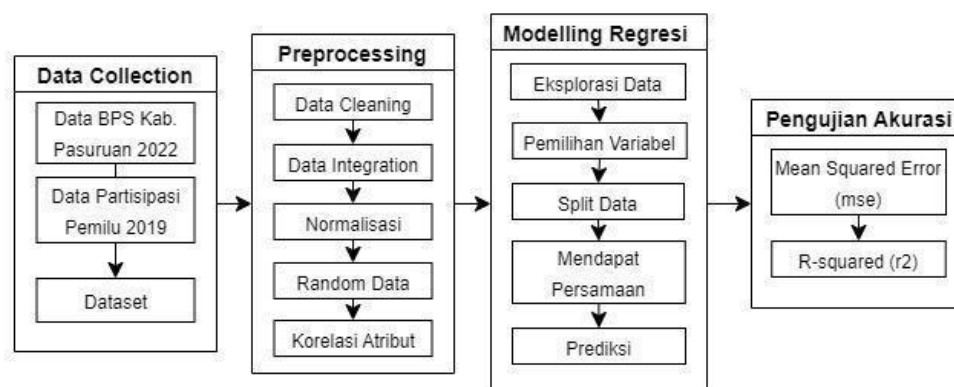 Data Collection
Data BPS Kab.
Pasuruan 2022
Data Partisipasi
Pemilu 2019
Dataset
Preprocessing
Data Cleaning
Data Integration
Normalisasi
Random Data
Korelasi Atribut
Modelling Regresi
Eksplorasi Data
Pemilihan Variabel
Split Data
Mendapat
Persamaan
Prediksi
Pengujian Akurasi
Mean Squared Error
(mse)
R-squared (r2)